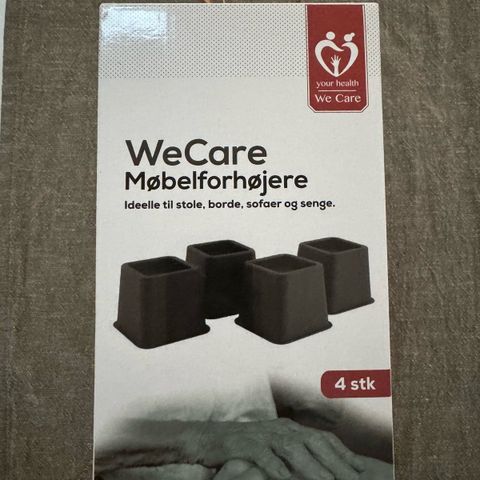 your health
We Care
WeCare
Møbelforhøjere
Ideelle til stole, borde, sofaer og senge.
4 stk